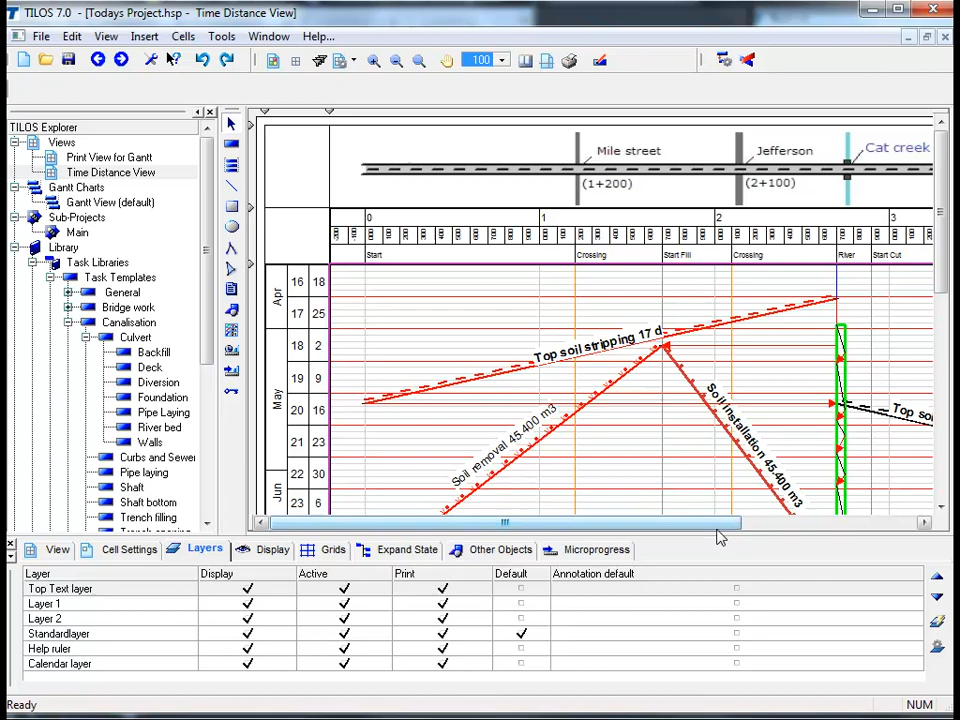 TILOS 7.0 - [Todays Project.hsp - Time Distance View]
File Edit View Insert Cells Tools Window Help...
100
TILOS Explorer
Views
Print View for Gantt
Time Distance View
Gantt Charts
Gantt View (default)
Sub-Projects
Main
Library
Task Libraries
Task Templates
General
Bridge work
Canalisation
Culvert
Backfill
Deck
Diversion
Foundation
Pipe Laying
River bed
Walls
Curbs and Sewer
Pipe laying
Shaft
Shaft bottom
Trench filling
Mile street
(1+200)
Jefferson
(2+100)
Cat creek
0 1 2 3
Start Crossing Start Fill Crossing River Start Cut
Apr
May
Jun
16 18
17 25
18 2
19 9
20 16
21 23
22 30
23 6
Top soil stripping 17 d
Soil removal 45.400 m3
Soil installation 45.400 m3
Top so
View Cell Settings Layers Display Grids Expand State Other Objects Microprogress
Layer Display Active Print Default Annotation default
Top Text layer
Layer 1
Layer 2
Standardlayer
Help ruler
Calendar layer
Ready NUM